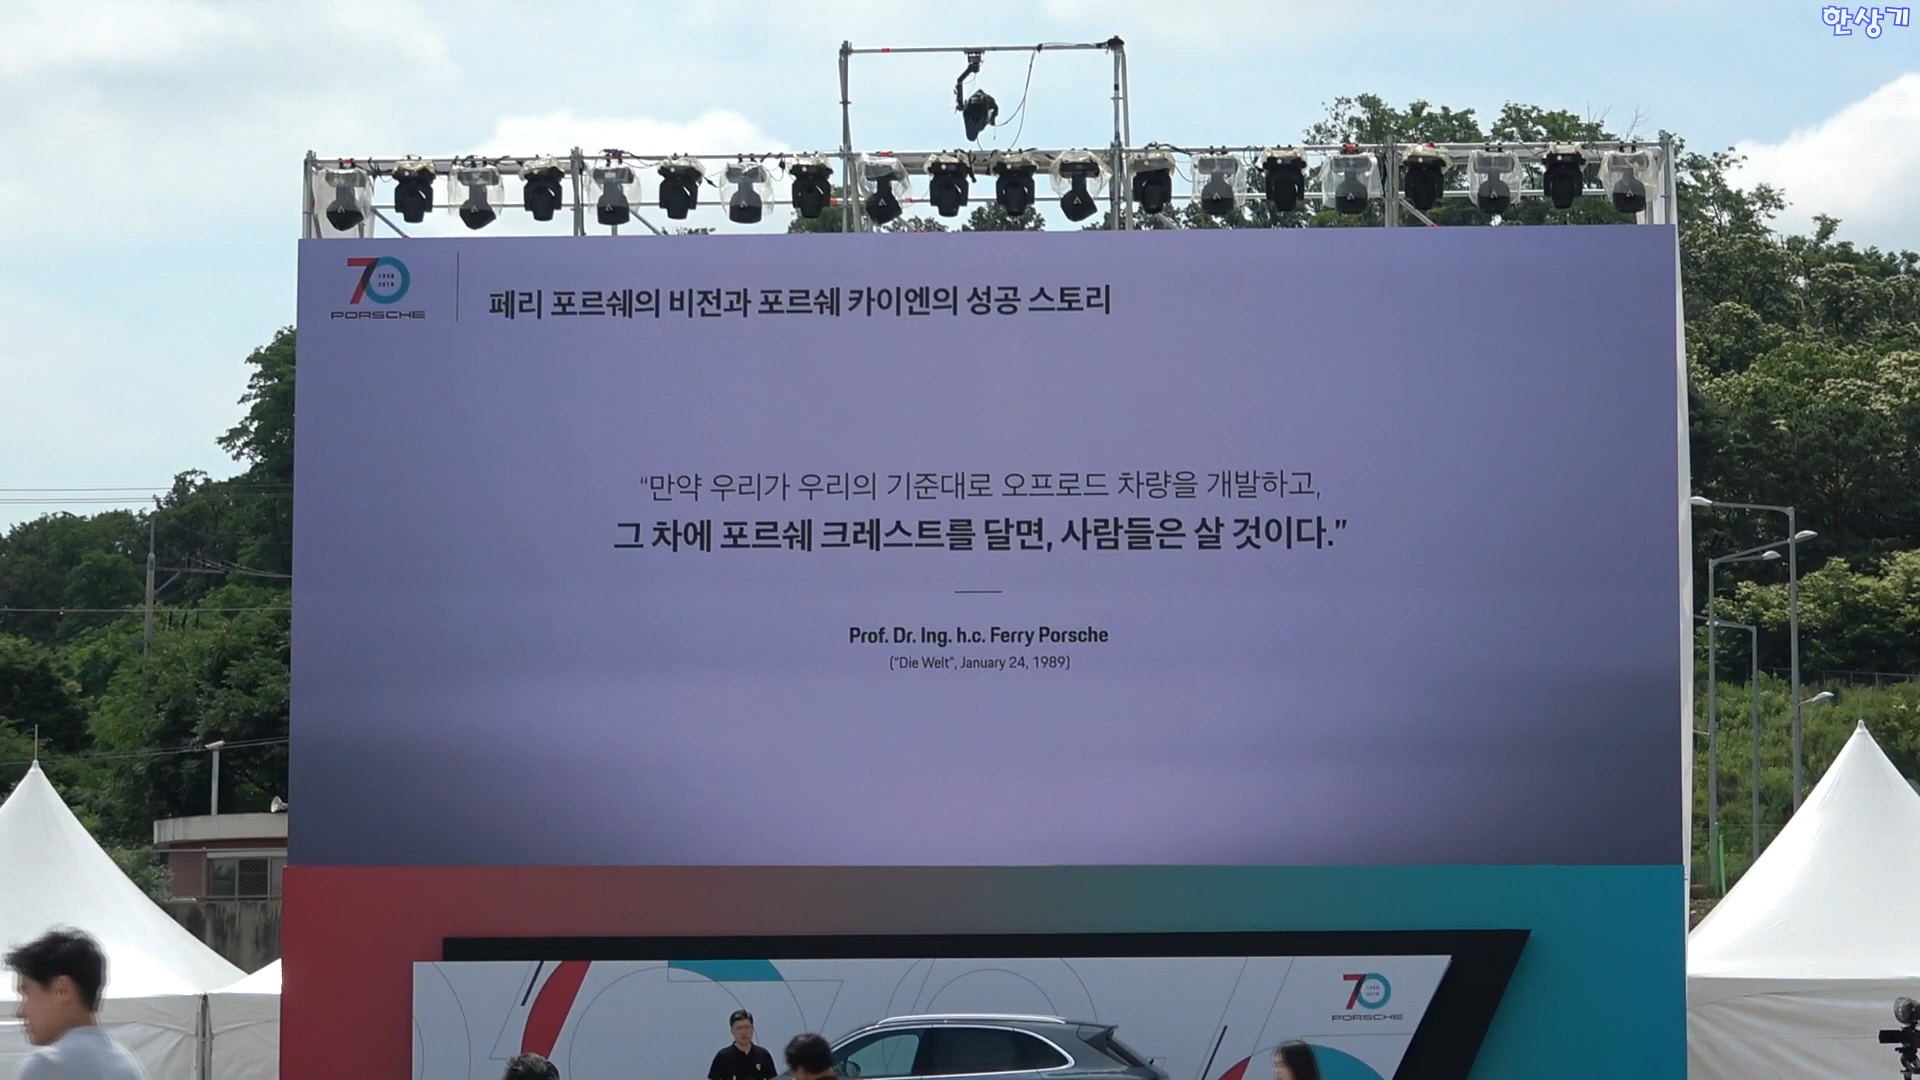 한상기
70
1948
2018
PORSCHE
페리 포르쉐의 비전과 포르쉐 카이엔의 성공 스토리
“만약 우리가 우리의 기준대로 오프로드 차량을 개발하고,
그 차에 포르쉐 크레스트를 달면, 사람들은 살 것이다.”
Prof. Dr. Ing. h.c. Ferry Porsche
(“Die Welt”, January 24, 1989)
70
1948
2018
PORSCHE